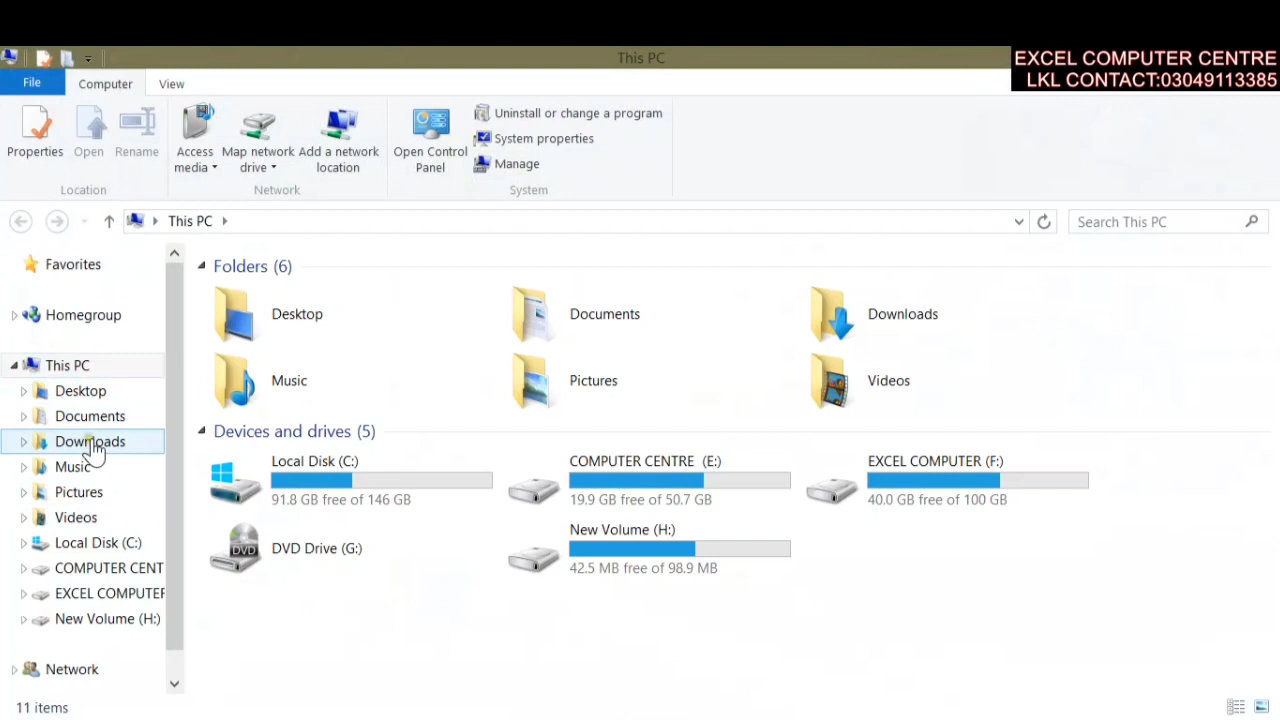 This PC
EXCEL COMPUTER CENTRE
LKL CONTACT:03049113385
File
Computer
View
Properties
Open
Rename
Access media
Map network drive
Add a network location
Open Control Panel
Uninstall or change a program
System properties
Manage
Location
Network
System
This PC
Search This PC
Favorites
Homegroup
This PC
Desktop
Documents
Downloads
Music
Pictures
Videos
Local Disk (C:)
COMPUTER CENT
EXCEL COMPUTER
New Volume (H:)
Network
Folders (6)
Desktop
Documents
Downloads
Music
Pictures
Videos
Devices and drives (5)
Local Disk (C:)
91.8 GB free of 146 GB
COMPUTER CENTRE (E:)
19.9 GB free of 50.7 GB
EXCEL COMPUTER (F:)
40.0 GB free of 100 GB
DVD
DVD Drive (G:)
New Volume (H:)
42.5 MB free of 98.9 MB
11 items